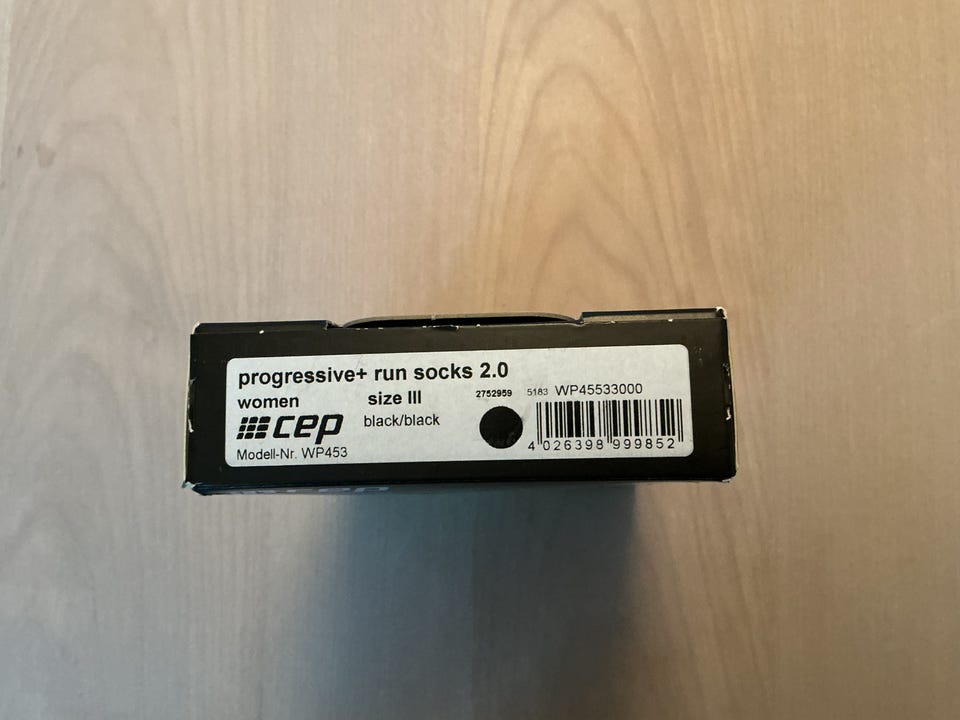 progressive+ run socks 2.0
women size III 2752959 5183 WP45533000
cep black/black
Modell-Nr. WP453 4 026398 999852